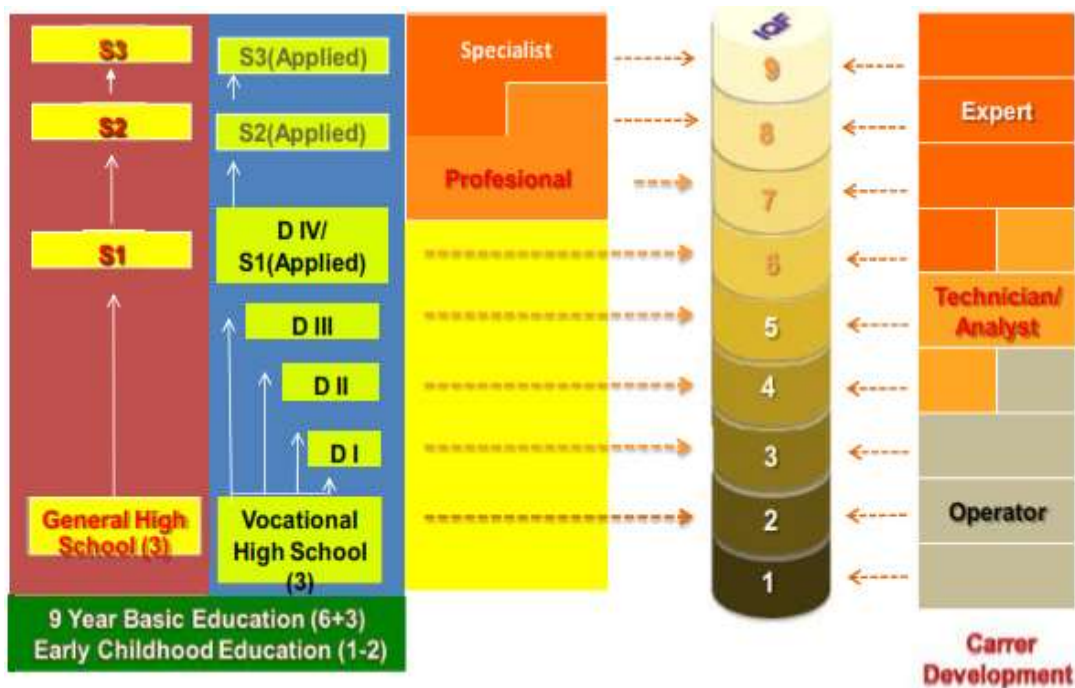 S3
S2
S1
General High
School (3)
S3(Applied)
S2(Applied)
D IV/
S1(Applied)
D III
D II
D I
Vocational
High School
(3)
9 Year Basic Education (6+3)
Early Childhood Education (1-2)
Specialist
Profesional
IQF
9
8
7
6
5
4
3
2
1
Expert
Technician/
Analyst
Operator
Carrer
Development